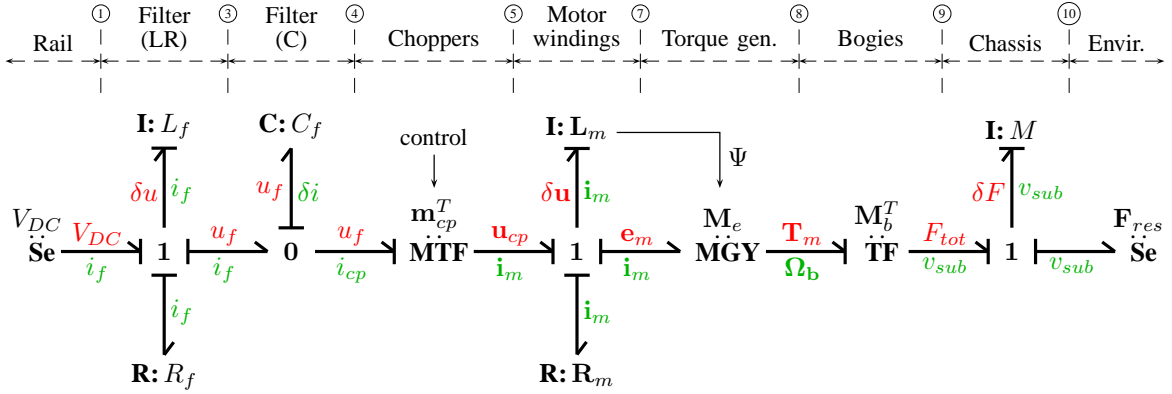 ① ③ ④ ⑤ ⑦ ⑧ ⑨ ⑩
Rail
Filter
(LR)
Filter
(C)
Choppers
Motor
windings
Torque gen.
Bogies
Chassis
Envir.
I: L_f
C: C_f
control
I: L_m
Ψ
I: M
δu i_f
u_f δi
m_cp^T
δu i_m
M_e
M_b^T
δF v_sub
V_DC
F_res
Se V_DC 1 u_f 0 u_f MTF u_cp 1 e_m MGY T_m TF F_tot 1 Se
i_f i_f i_cp i_m i_m Ω_b v_sub v_sub
i_f
i_m
R: R_f
R: R_m